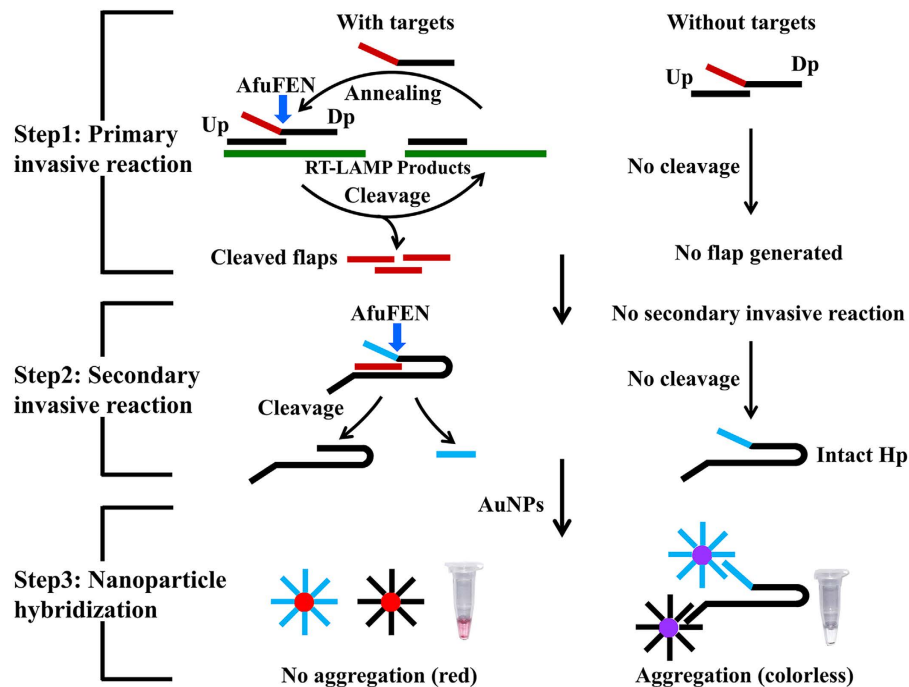 With targets
Without targets
AfuFEN
Annealing
Up
Dp
Up
Dp
Step1: Primary
invasive reaction
RT-LAMP Products
Cleavage
No cleavage
Cleaved flaps
No flap generated
AfuFEN
No secondary invasive reaction
Step2: Secondary
invasive reaction
Cleavage
No cleavage
Intact Hp
AuNPs
Step3: Nanoparticle
hybridization
No aggregation (red)
Aggregation (colorless)